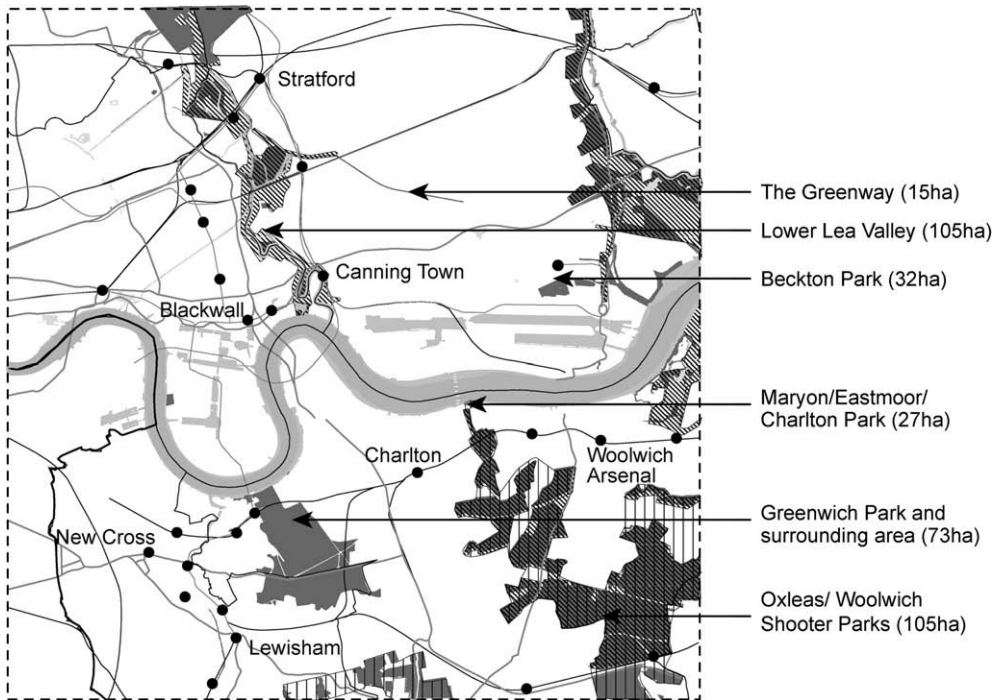 Stratford
The Greenway (15ha)
Lower Lea Valley (105ha)
Canning Town
Beckton Park (32ha)
Blackwall
Maryon/Eastmoor/
Charlton Park (27ha)
Charlton
Woolwich
Arsenal
New Cross
Greenwich Park and
surrounding area (73ha)
Oxleas/ Woolwich
Shooter Parks (105ha)
Lewisham